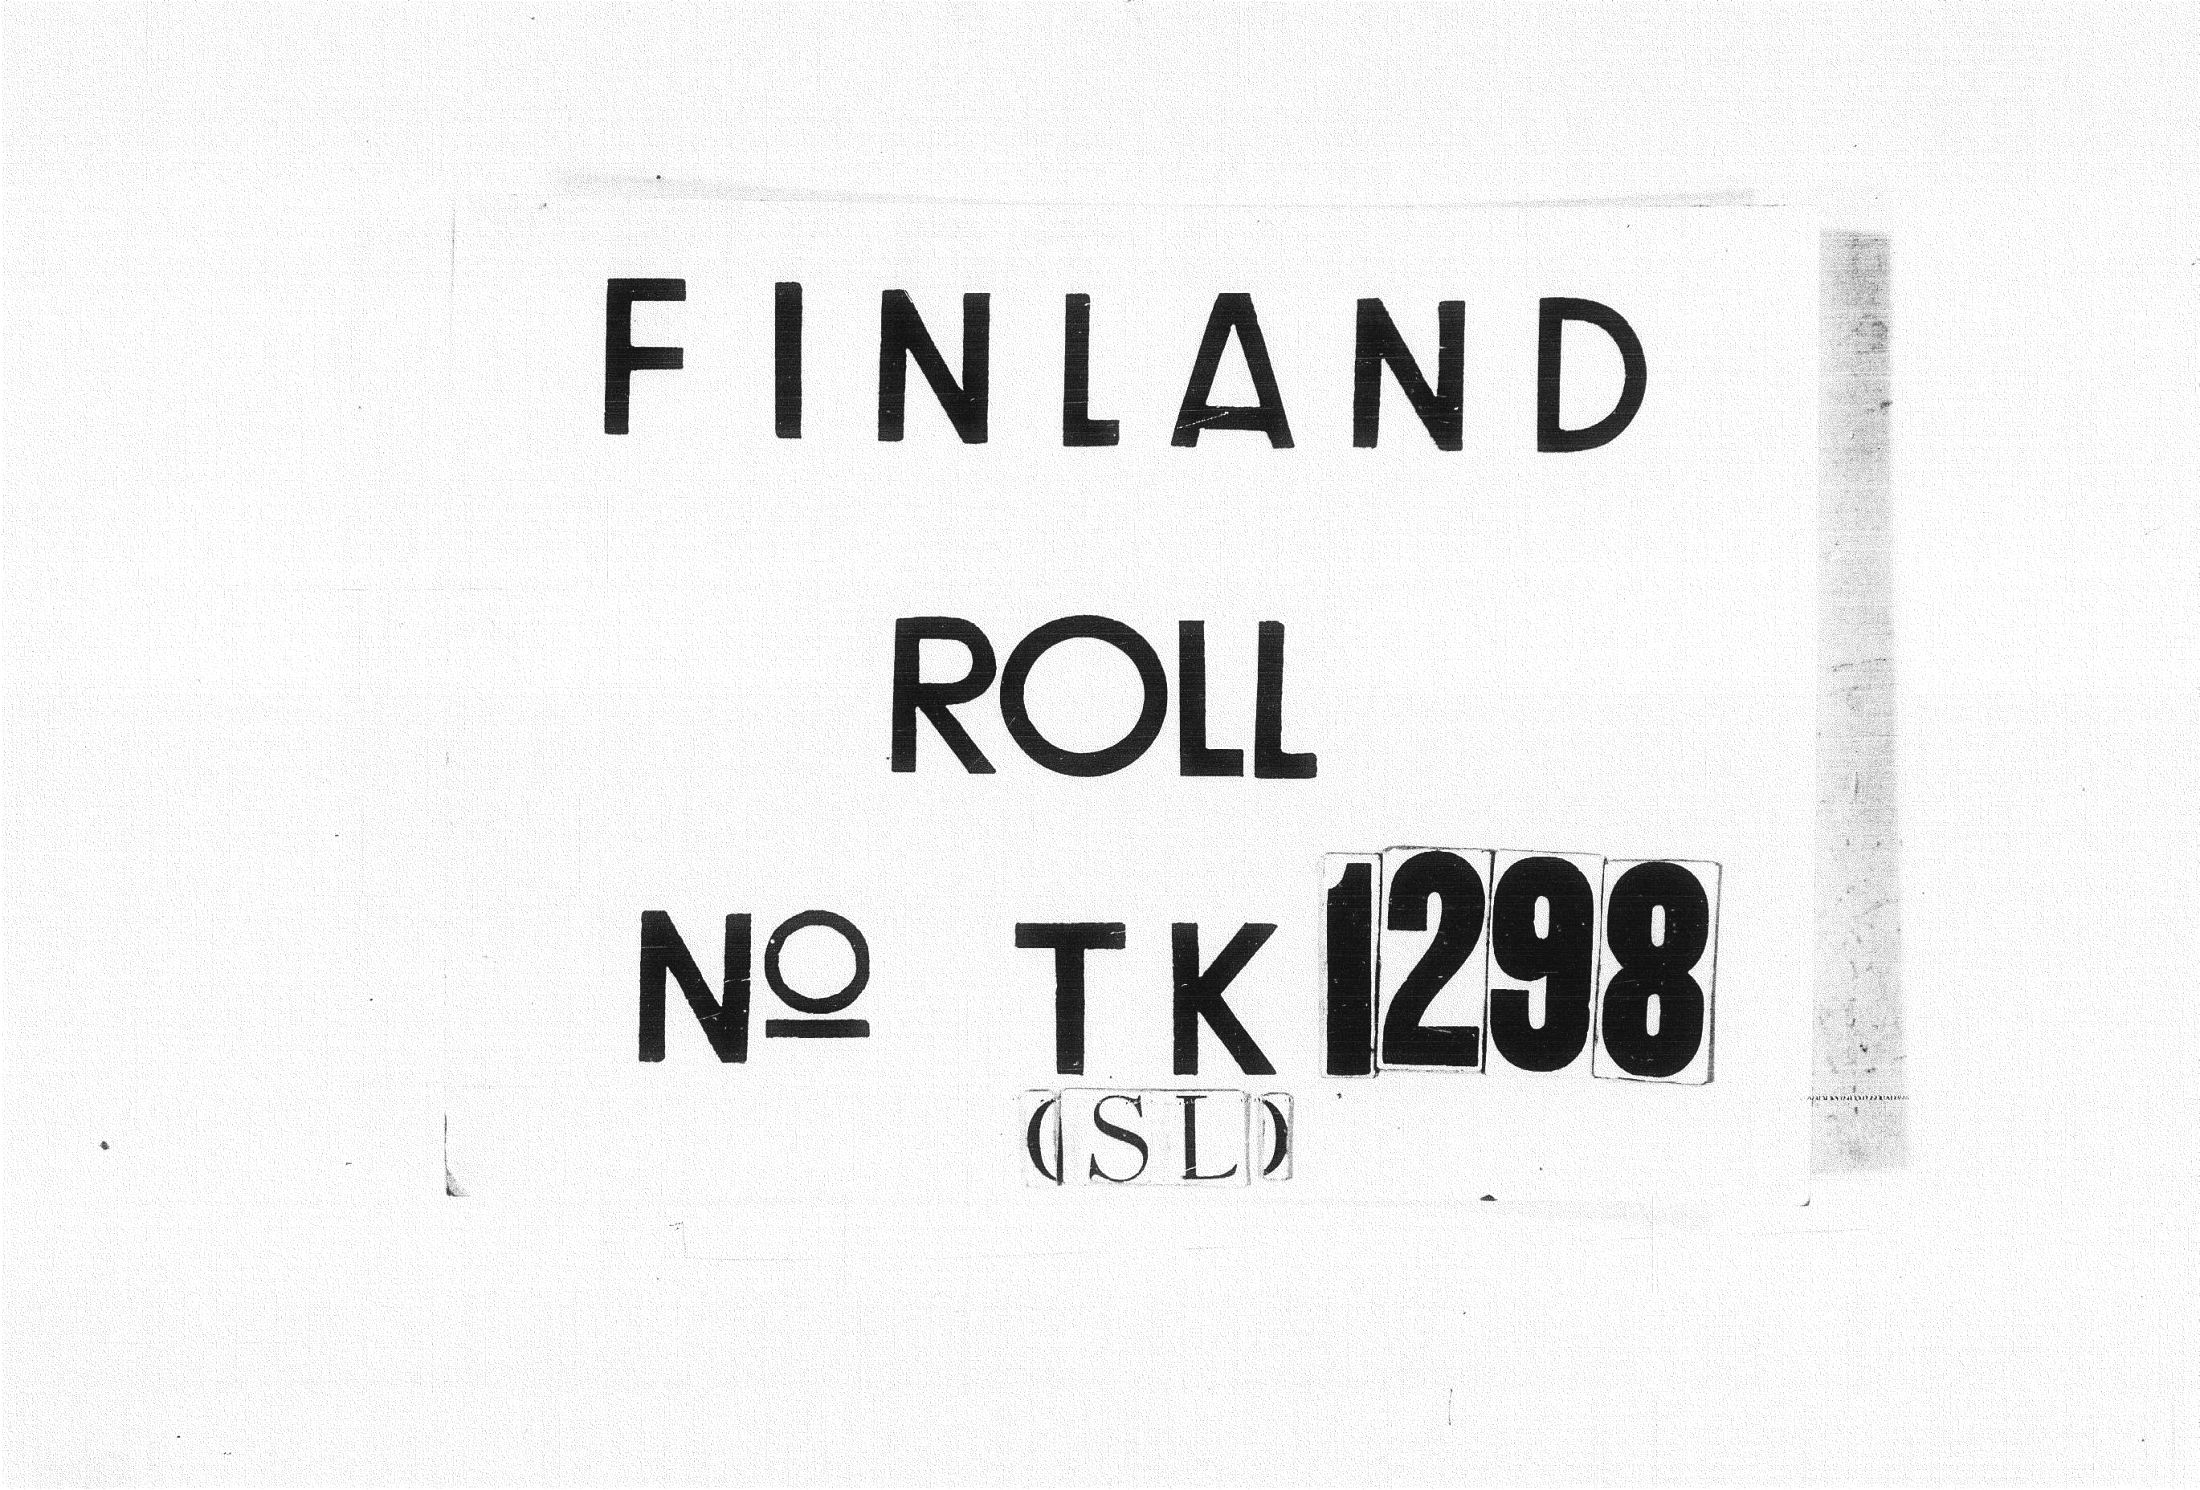 FINLAND
ROLL
Nº TK 1298
(SL)